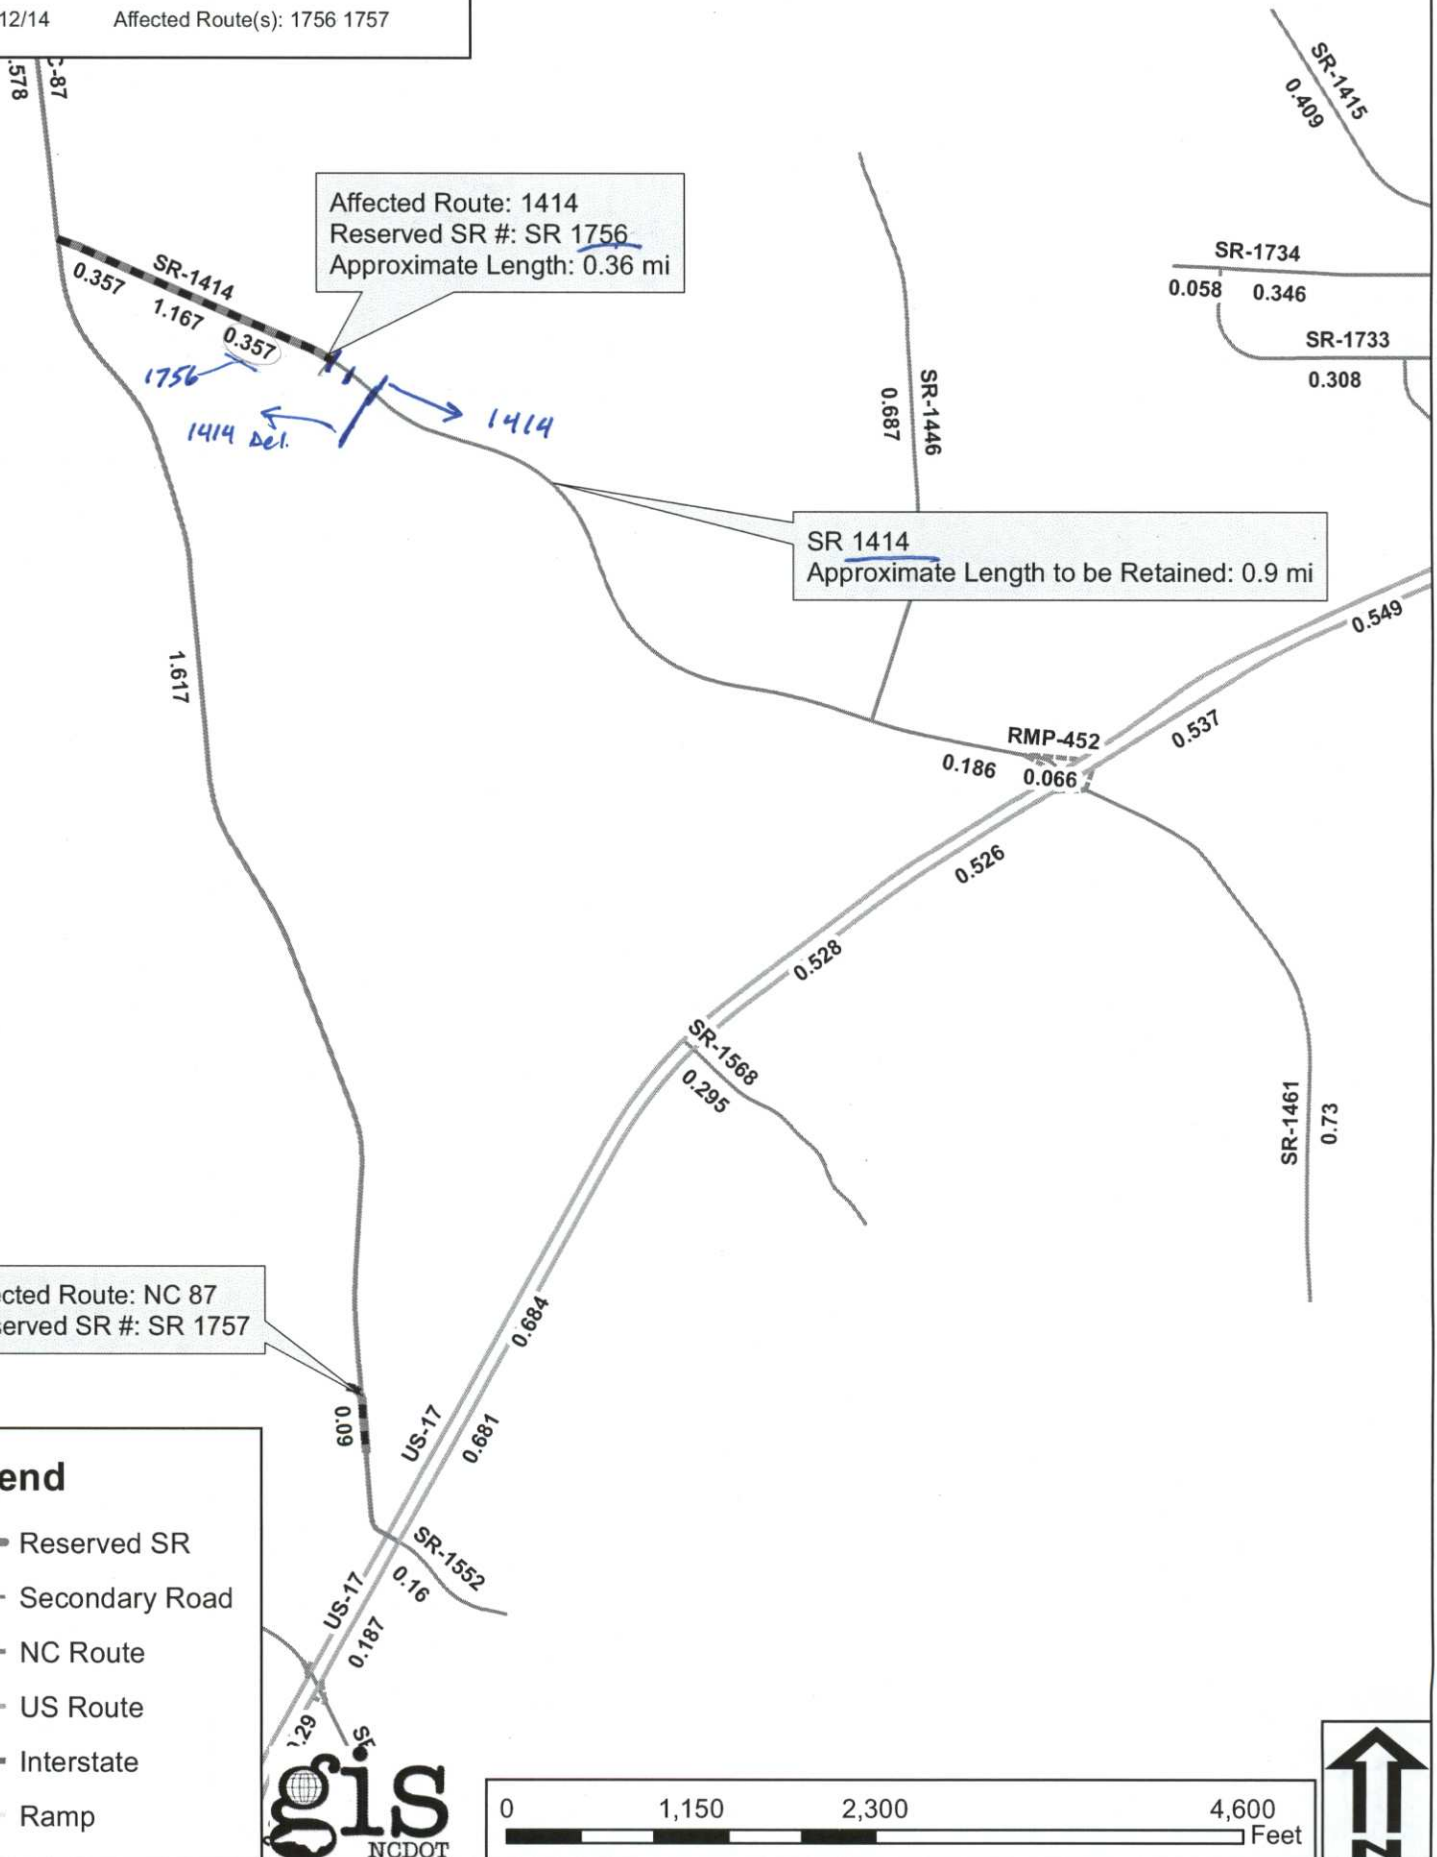 12/14 Affected Route(s): 1756 1757
.578
C-87
SR-1415
0.409
Affected Route: 1414
Reserved SR #: SR 1756
Approximate Length: 0.36 mi
SR-1414
0.357
1.167
0.357
1756
1414 Del.
1414
SR-1734
0.058 0.346
SR-1733
0.308
SR-1446
0.687
SR 1414
Approximate Length to be Retained: 0.9 mi
0.549
1.617
RMP-452
0.537
0.186 0.066
0.526
0.528
SR-1568
0.295
SR-1461
0.73
ected Route: NC 87
served SR #: SR 1757
0.684
0.09
US-17
0.681
SR-1552
0.16
US-17
0.187
.29
SR
end
Reserved SR
Secondary Road
NC Route
US Route
Interstate
Ramp
gis
NCDOT
0 1,150 2,300 4,600
Feet
N